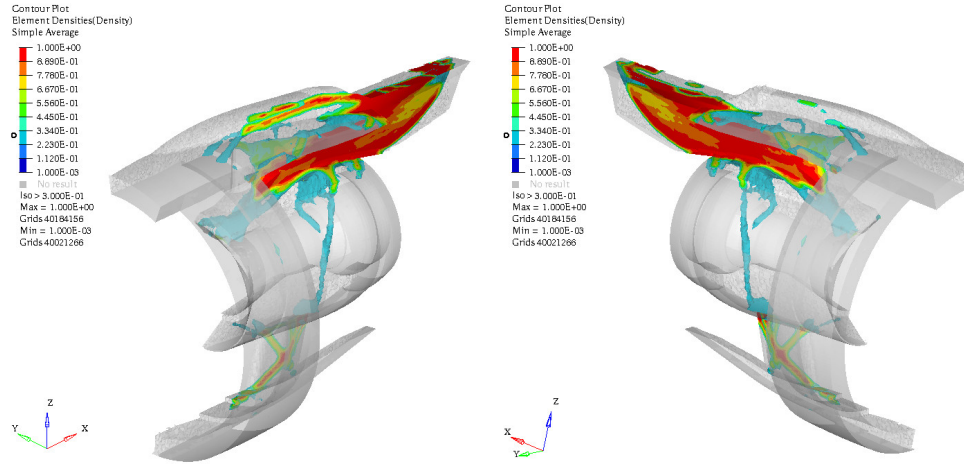 Contour Plot
Element Densities(Density)
Simple Average
1.000E+00
8.890E-01
7.780E-01
6.670E-01
5.560E-01
4.450E-01
3.340E-01
2.230E-01
1.120E-01
1.000E-03
No result
Iso > 3.000E-01
Max = 1.000E+00
Grids 40184156
Min = 1.000E-03
Grids 40021266
Z
Y
X
Contour Plot
Element Densities(Density)
Simple Average
1.000E+00
8.890E-01
7.780E-01
6.670E-01
5.560E-01
4.450E-01
3.340E-01
2.230E-01
1.120E-01
1.000E-03
No result
Iso > 3.000E-01
Max = 1.000E+00
Grids 40184156
Min = 1.000E-03
Grids 40021266
Z
X
Y